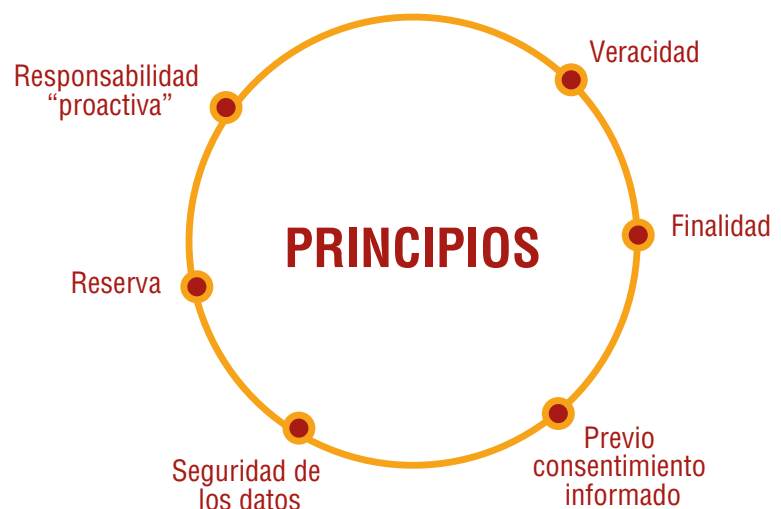 PRINCIPIOS
Veracidad
Finalidad
Previo
consentimiento
informado
Seguridad de
los datos
Reserva
Responsabilidad
“proactiva”